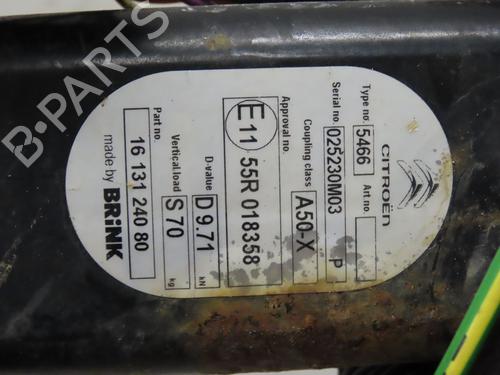 CITROËN
Type no. Art.no.
5466
Serial no.
025230M03 P
Coupling class
A50-X
Approval no.
E 11 55R 018358
D-value
D 9.71 kN
Vertical.load
S 70 kg
Part no.
16 131 240 80
made by BRINK
B-PARTS